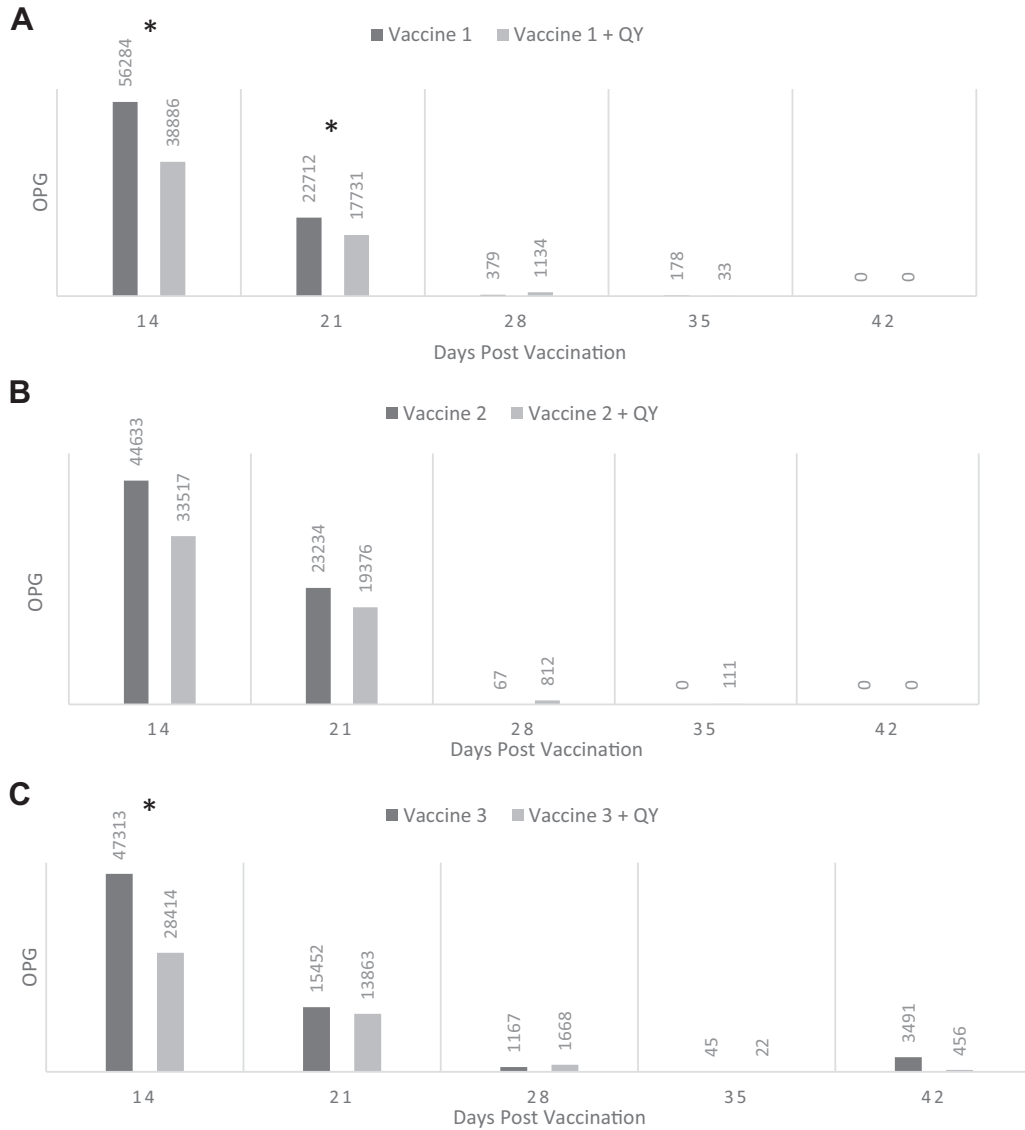 A
*
Vaccine 1 Vaccine 1 + QY
56284 38886 22712 17731 379 1134 178 33 0 0
*
OPG
14 21 28 35 42
Days Post Vaccination
B
Vaccine 2 Vaccine 2 + QY
44633 33517 23234 19376 67 812 0 111 0 0
OPG
14 21 28 35 42
Days Post Vaccination
C
*
Vaccine 3 Vaccine 3 + QY
47313 28414 15452 13863 1167 1668 45 22 3491 456
OPG
14 21 28 35 42
Days Post Vaccination